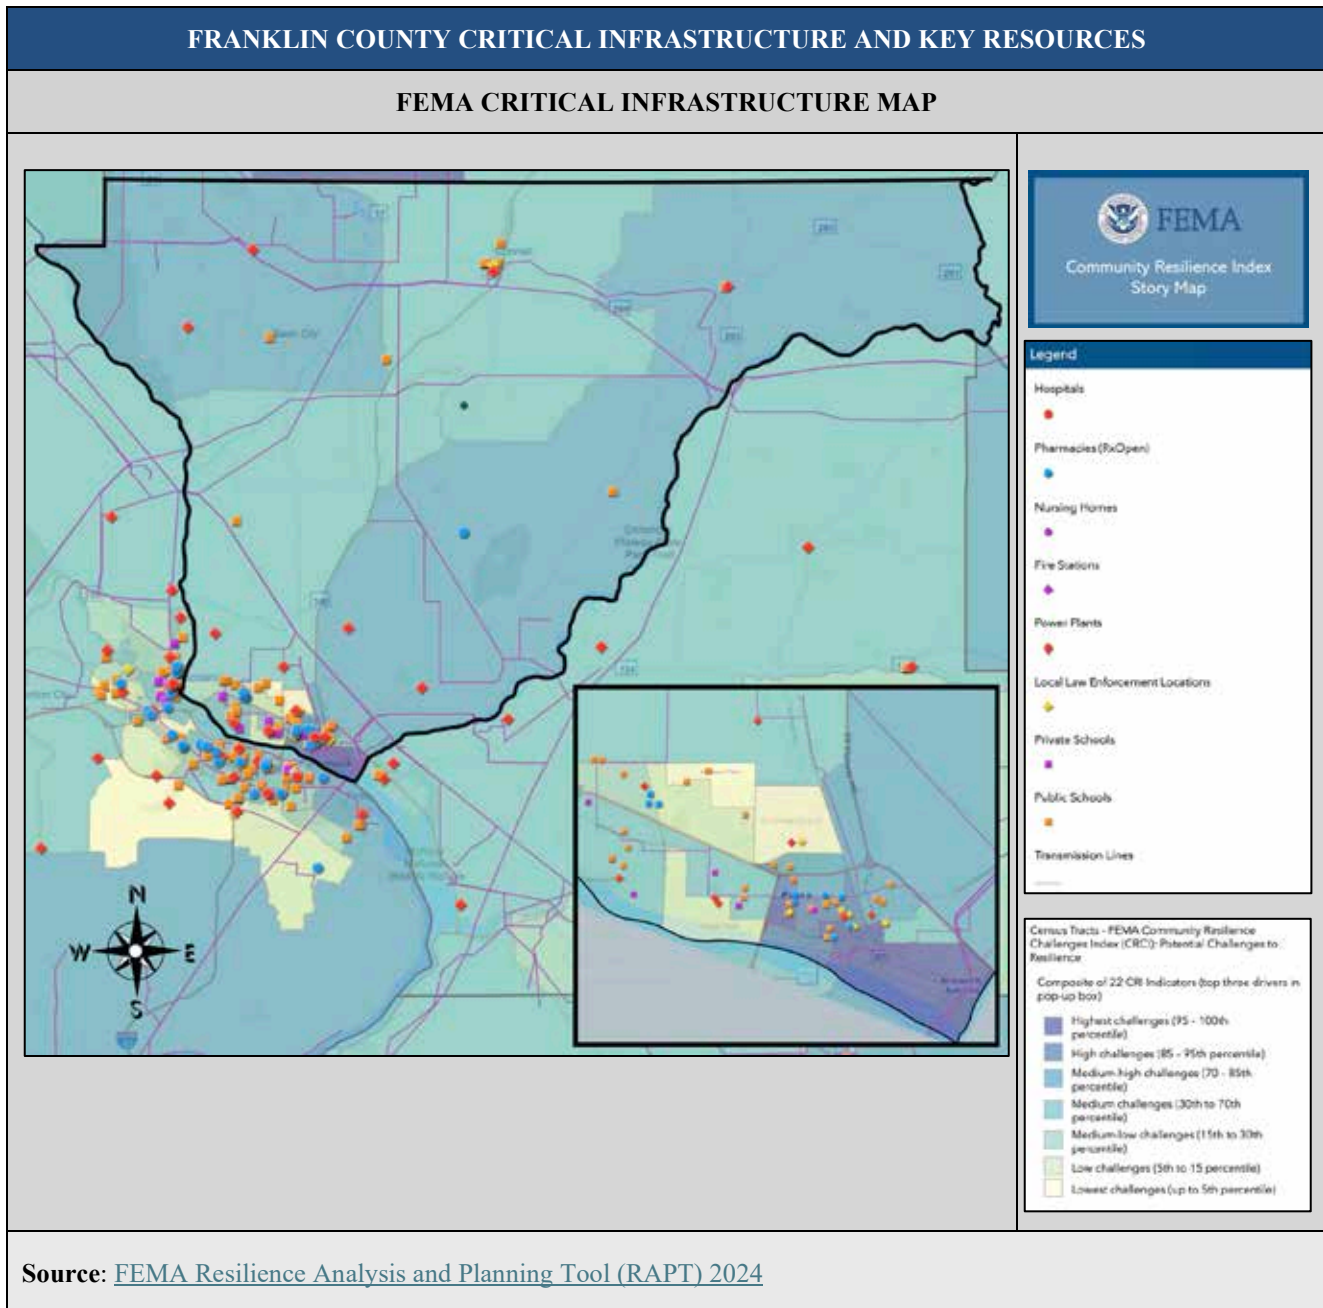 FRANKLIN COUNTY CRITICAL INFRASTRUCTURE AND KEY RESOURCES
FEMA CRITICAL INFRASTRUCTURE MAP
FEMA
Community Resilience Index
Story Map
Legend
Hospitals
Pharmacies (RxOpen)
Nursing Homes
Fire Stations
Power Plants
Local Law Enforcement Locations
Private Schools
Public Schools
Transmission Lines
N
W E
S
Census Tracts - FEMA Community Resilience
Challenges Index (CRCI): Potential Challenges to
Resilience
Composite of 22 CRI Indicators (top three drivers in
pop-up box)
Highest challenges (95 - 100th
percentile)
High challenges (85 - 95th percentile)
Medium-high challenges (70 - 85th
percentile)
Medium challenges (30th to 70th
percentile)
Medium-low challenges (15th to 30th
percentile)
Low challenges (5th to 15 percentile)
Lowest challenges (up to 5th percentile)
Source: FEMA Resilience Analysis and Planning Tool (RAPT) 2024